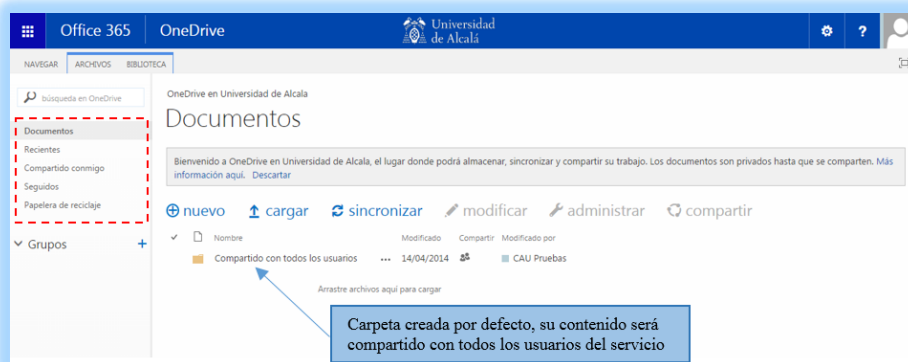 Office 365 OneDrive Universidad de Alcalá ?
NAVEGAR ARCHIVOS BIBLIOTECA
búsqueda en OneDrive
Documentos
Recientes
Compartido conmigo
Seguidos
Papelera de reciclaje
Grupos +
OneDrive en Universidad de Alcala
Documentos
Bienvenido a OneDrive en Universidad de Alcala, el lugar donde podrá almacenar, sincronizar y compartir su trabajo. Los documentos son privados hasta que se comparten. Más
información aquí. Descartar
nuevo cargar sincronizar modificar administrar compartir
Nombre Modificado Compartir Modificado por
Compartido con todos los usuarios ... 14/04/2014 CAU Pruebas
Arrastre archivos aquí para cargar
Carpeta creada por defecto, su contenido será
compartido con todos los usuarios del servicio